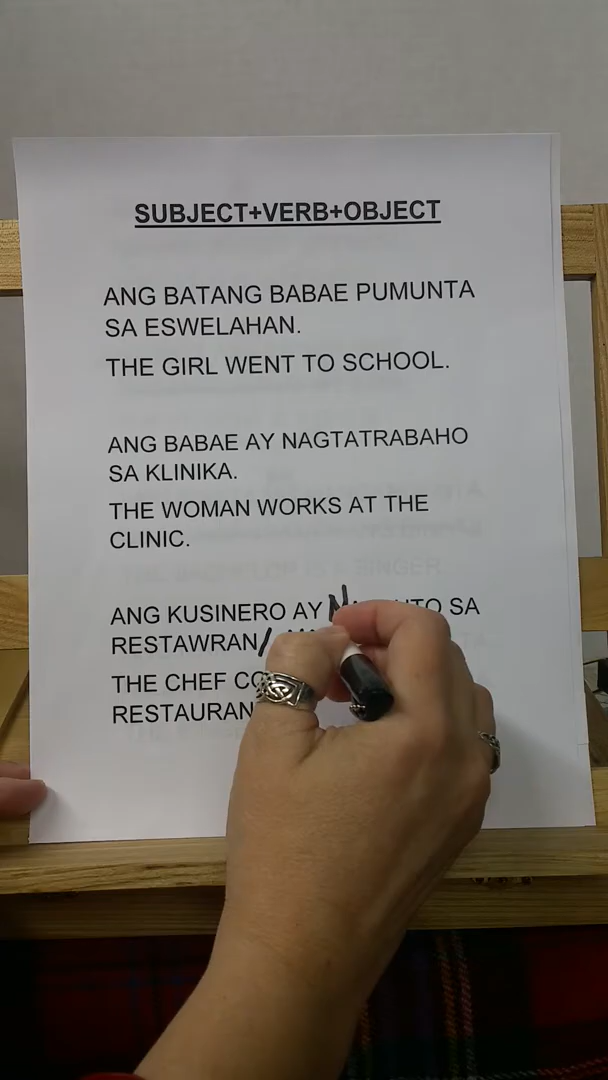 SUBJECT+VERB+OBJECT
ANG BATANG BABAE PUMUNTA
SA ESWELAHAN.
THE GIRL WENT TO SCHOOL.
ANG BABAE AY NAGTATRABAHO
SA KLINIKA.
THE WOMAN WORKS AT THE
CLINIC.
ANG KUSINERO AY SA
RESTAWRAN
THE CHEF